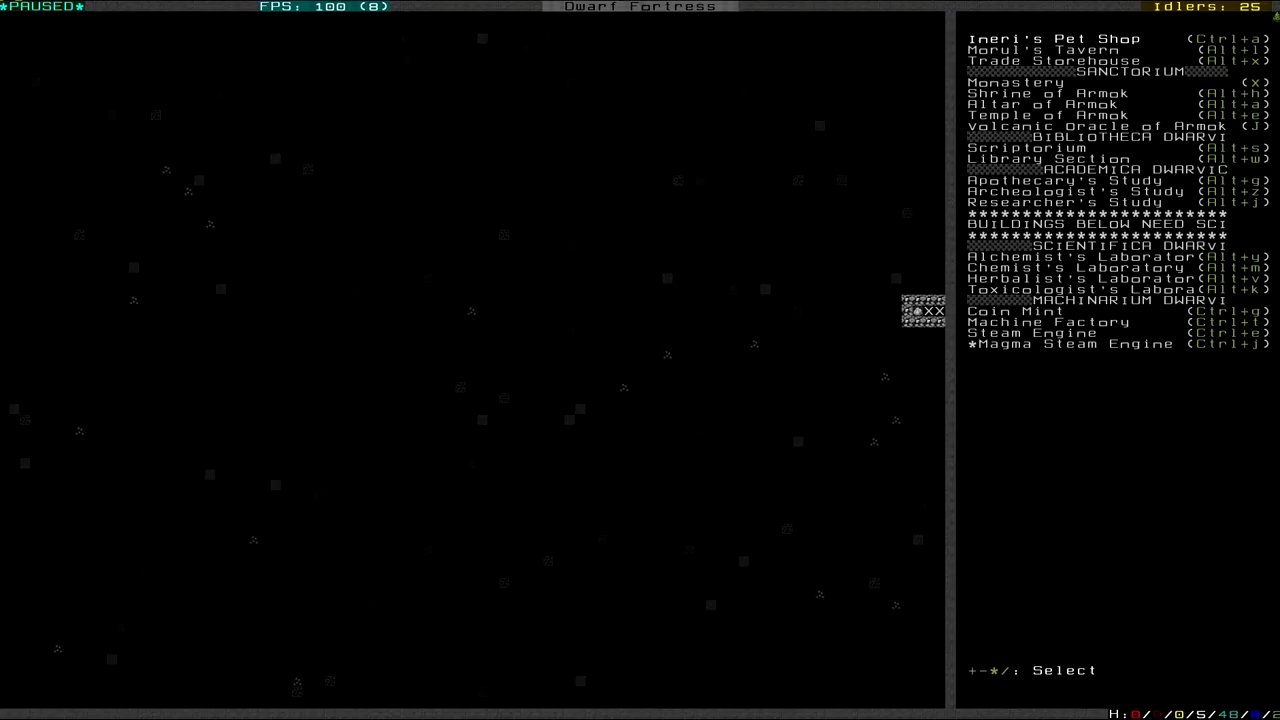 *PAUSED* FPS: 100 (8) Dwarf Fortress Idlers: 25
Ineri's Pet Shop (Ctrl+a)
Morul's Tavern (Alt+l)
Trade Storehouse (Alt+x)
SANCTORIUM
Monastery (x)
Shrine of Armok (Alt+h)
Altar of Armok (Alt+a)
Temple of Armok (Alt+e)
Volcanic Oracle of Armok (J)
BIBLIOTHECA DWARVI
Scriptorium (Alt+s)
Library Section (Alt+w)
ACADEMICA DWARVIC
Apothecary's Study (Alt+g)
Archeologist's Study (Alt+z)
Researcher's Study (Alt+j)
************************
BUILDINGS BELOW NEED SCI
************************
SCIENTIFICA DWARVI
Alchemist's Laborator(Alt+y)
Chemist's Laboratory (Alt+m)
Herbalist's Laborator(Alt+v)
Toxicologist's Labora(Alt+k)
MACHINARIUM DWARVI
Coin Mint (Ctrl+g)
Machine Factory (Ctrl+t)
Steam Engine (Ctrl+e)
*Magma Steam Engine (Ctrl+j)
XX
+-*/: Select